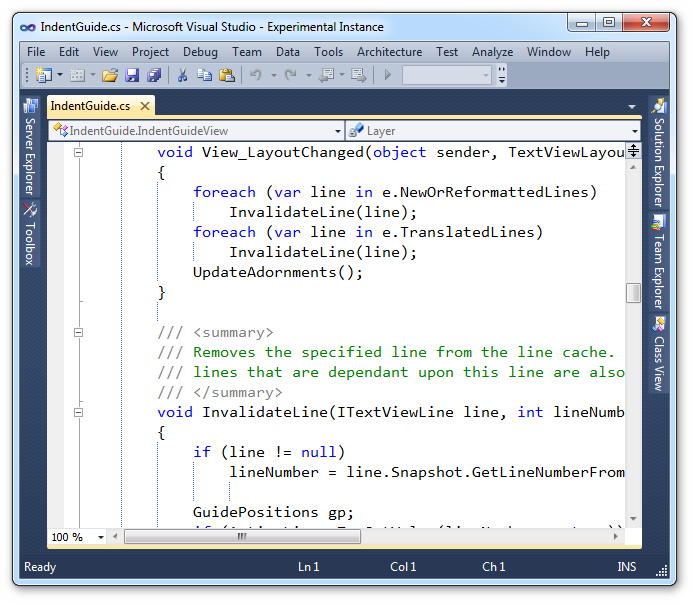 IndentGuide.cs - Microsoft Visual Studio - Experimental Instance
File Edit View Project Debug Team Data Tools Architecture Test Analyze Window Help
IndentGuide.cs
IndentGuide.IndentGuideView Layer
Server Explorer
Toolbox
Solution Explorer
Team Explorer
Class View
void View_LayoutChanged(object sender, TextViewLayou
{
foreach (var line in e.NewOrReformattedLines)
InvalidateLine(line);
foreach (var line in e.TranslatedLines)
InvalidateLine(line);
UpdateAdornments();
}
/// <summary>
/// Removes the specified line from the line cache.
/// lines that are dependant upon this line are also
/// </summary>
void InvalidateLine(ITextViewLine line, int lineNumb
{
if (line != null)
lineNumber = line.Snapshot.GetLineNumberFrom
GuidePositions gp;
100 %
Ready Ln 1 Col 1 Ch 1 INS